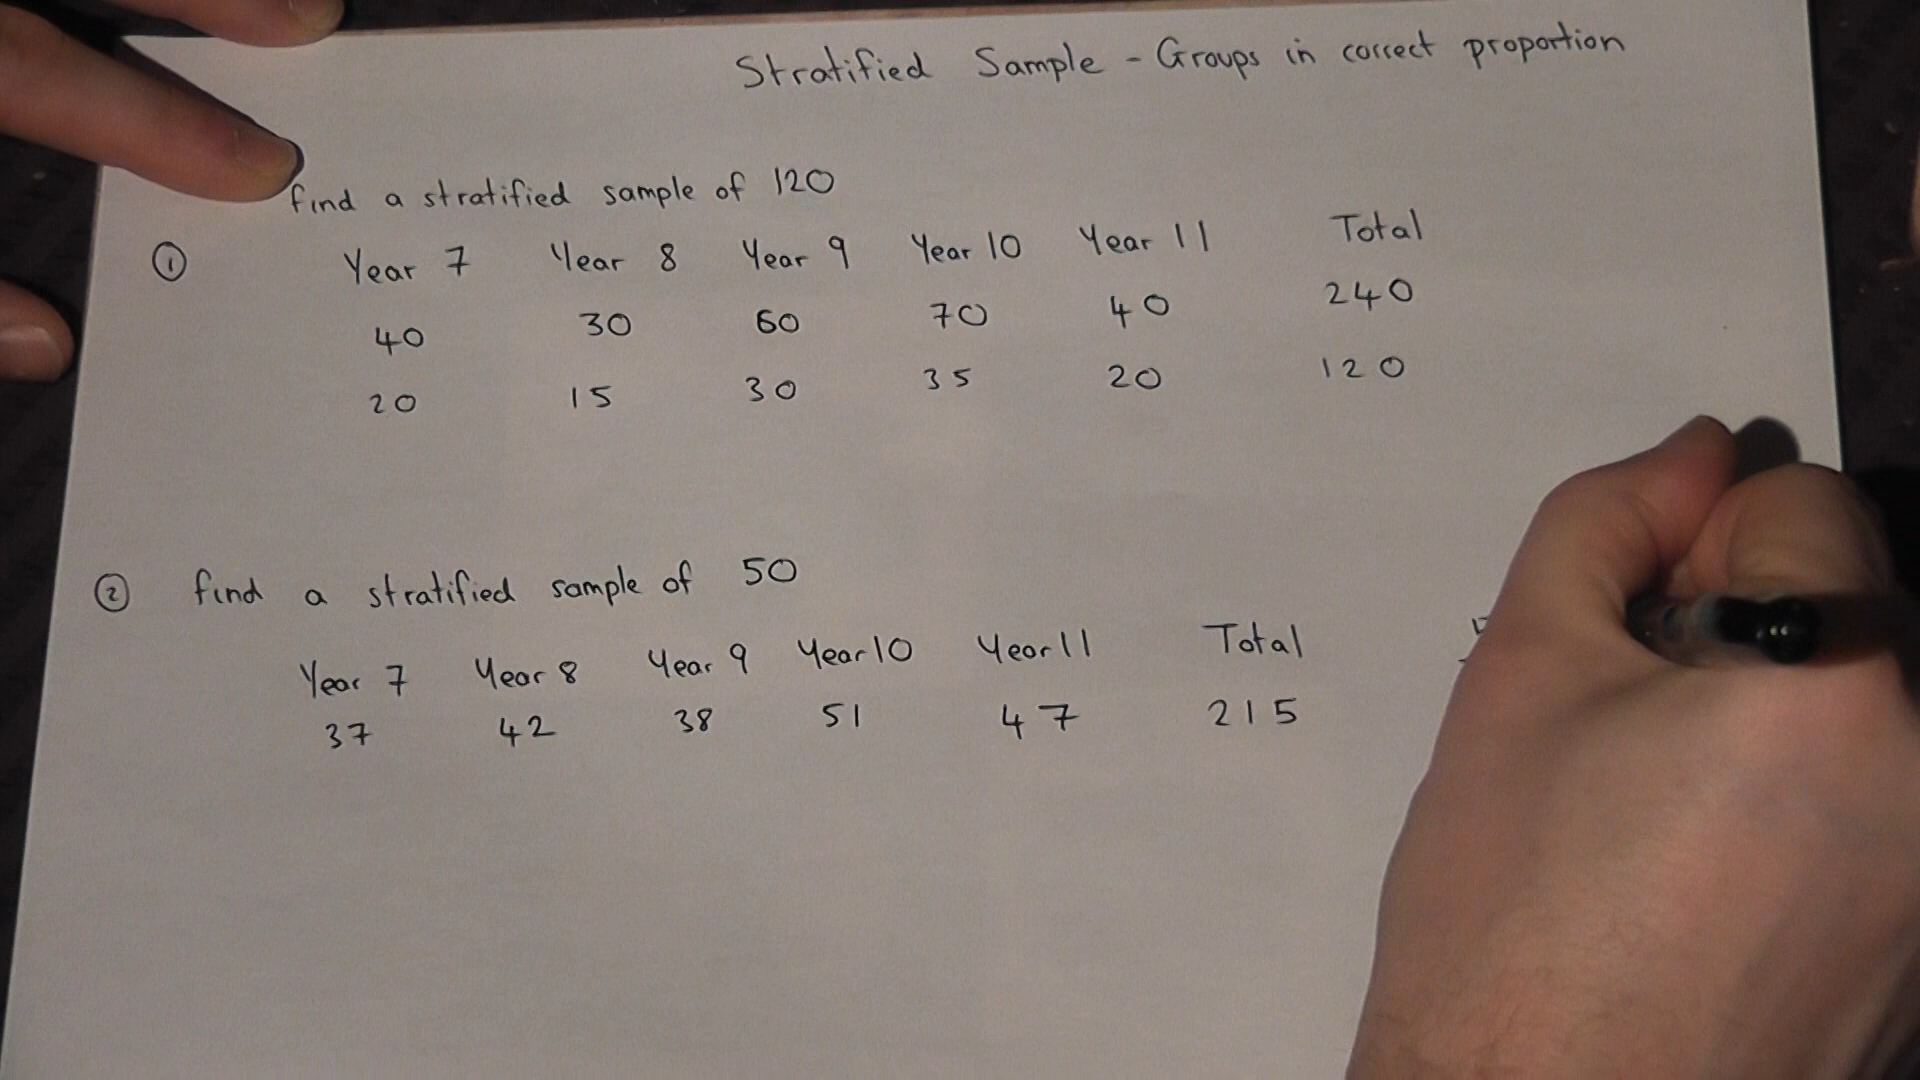 Stratified Sample - Groups in correct proportion
find a stratified sample of 120
① Year 7 Year 8 Year 9 Year 10 Year 11 Total
40 30 60 70 40 240
20 15 30 35 20 120
② find a stratified sample of 50
Year 7 Year 8 Year 9 Year 10 Year 11 Total
37 42 38 51 47 215